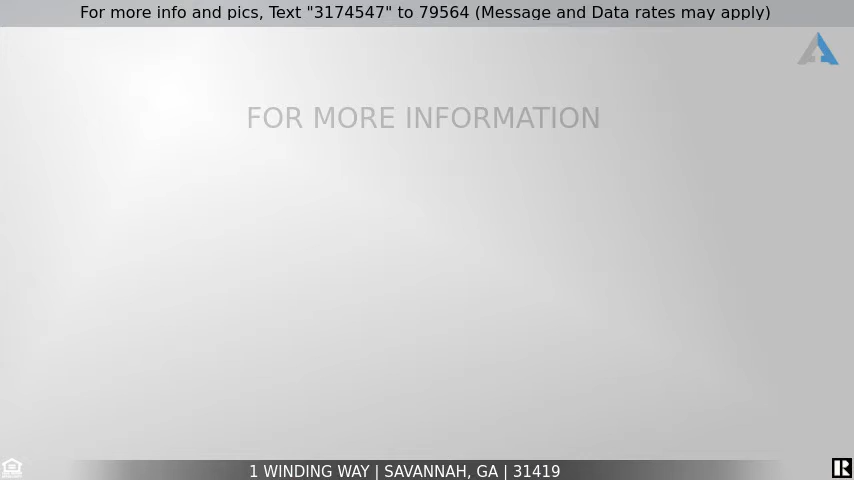 For more info and pics, Text "3174547" to 79564 (Message and Data rates may apply)
FOR MORE INFORMATION
1 WINDING WAY | SAVANNAH, GA | 31419